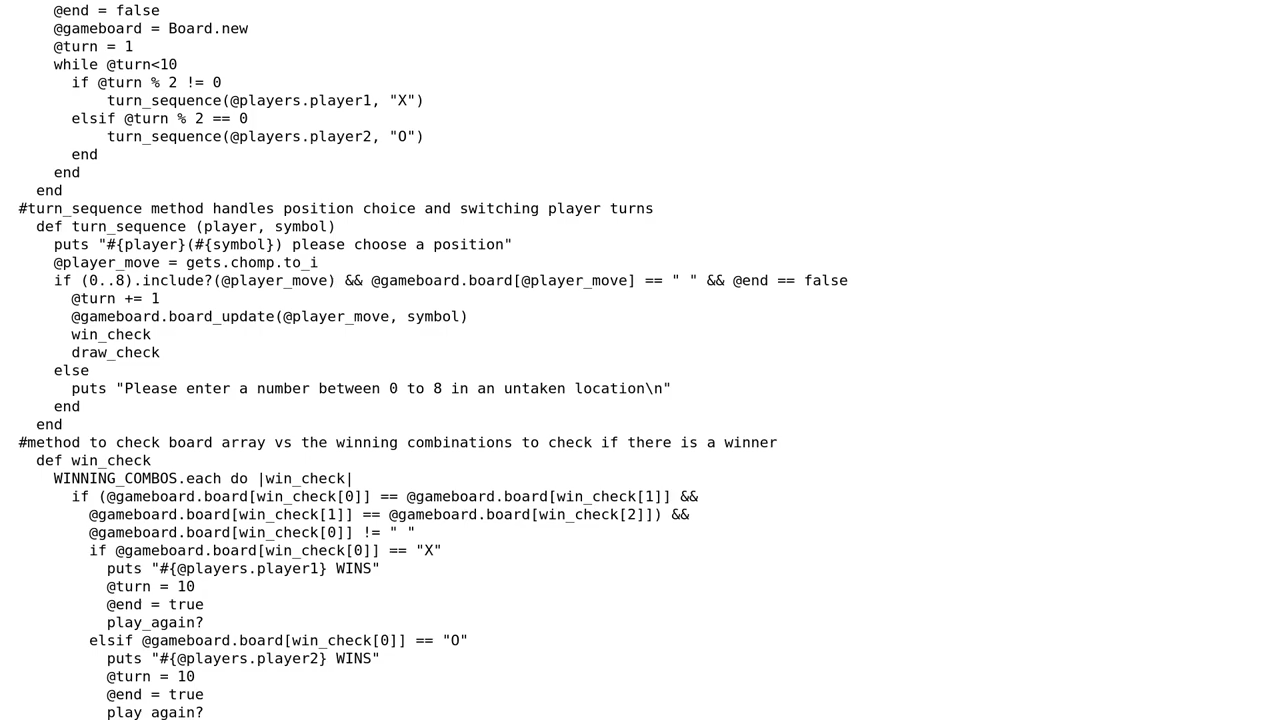 @end = false
@gameboard = Board.new
@turn = 1
while @turn<10
if @turn % 2 != 0
turn_sequence(@players.player1, "X")
elsif @turn % 2 == 0
turn_sequence(@players.player2, "O")
end
end
end
#turn_sequence method handles position choice and switching player turns
def turn_sequence (player, symbol)
puts "#{player}(#{symbol}) please choose a position"
@player_move = gets.chomp.to_i
if (0..8).include?(@player_move) && @gameboard.board[@player_move] == " " && @end == false
@turn += 1
@gameboard.board_update(@player_move, symbol)
win_check
draw_check
else
puts "Please enter a number between 0 to 8 in an untaken location\n"
end
end
#method to check board array vs the winning combinations to check if there is a winner
def win_check
WINNING_COMBOS.each do |win_check|
if (@gameboard.board[win_check[0]] == @gameboard.board[win_check[1]] &&
@gameboard.board[win_check[1]] == @gameboard.board[win_check[2]]) &&
@gameboard.board[win_check[0]] != " "
if @gameboard.board[win_check[0]] == "X"
puts "#{@players.player1} WINS"
@turn = 10
@end = true
play_again?
elsif @gameboard.board[win_check[0]] == "O"
puts "#{@players.player2} WINS"
@turn = 10
@end = true
play_again?